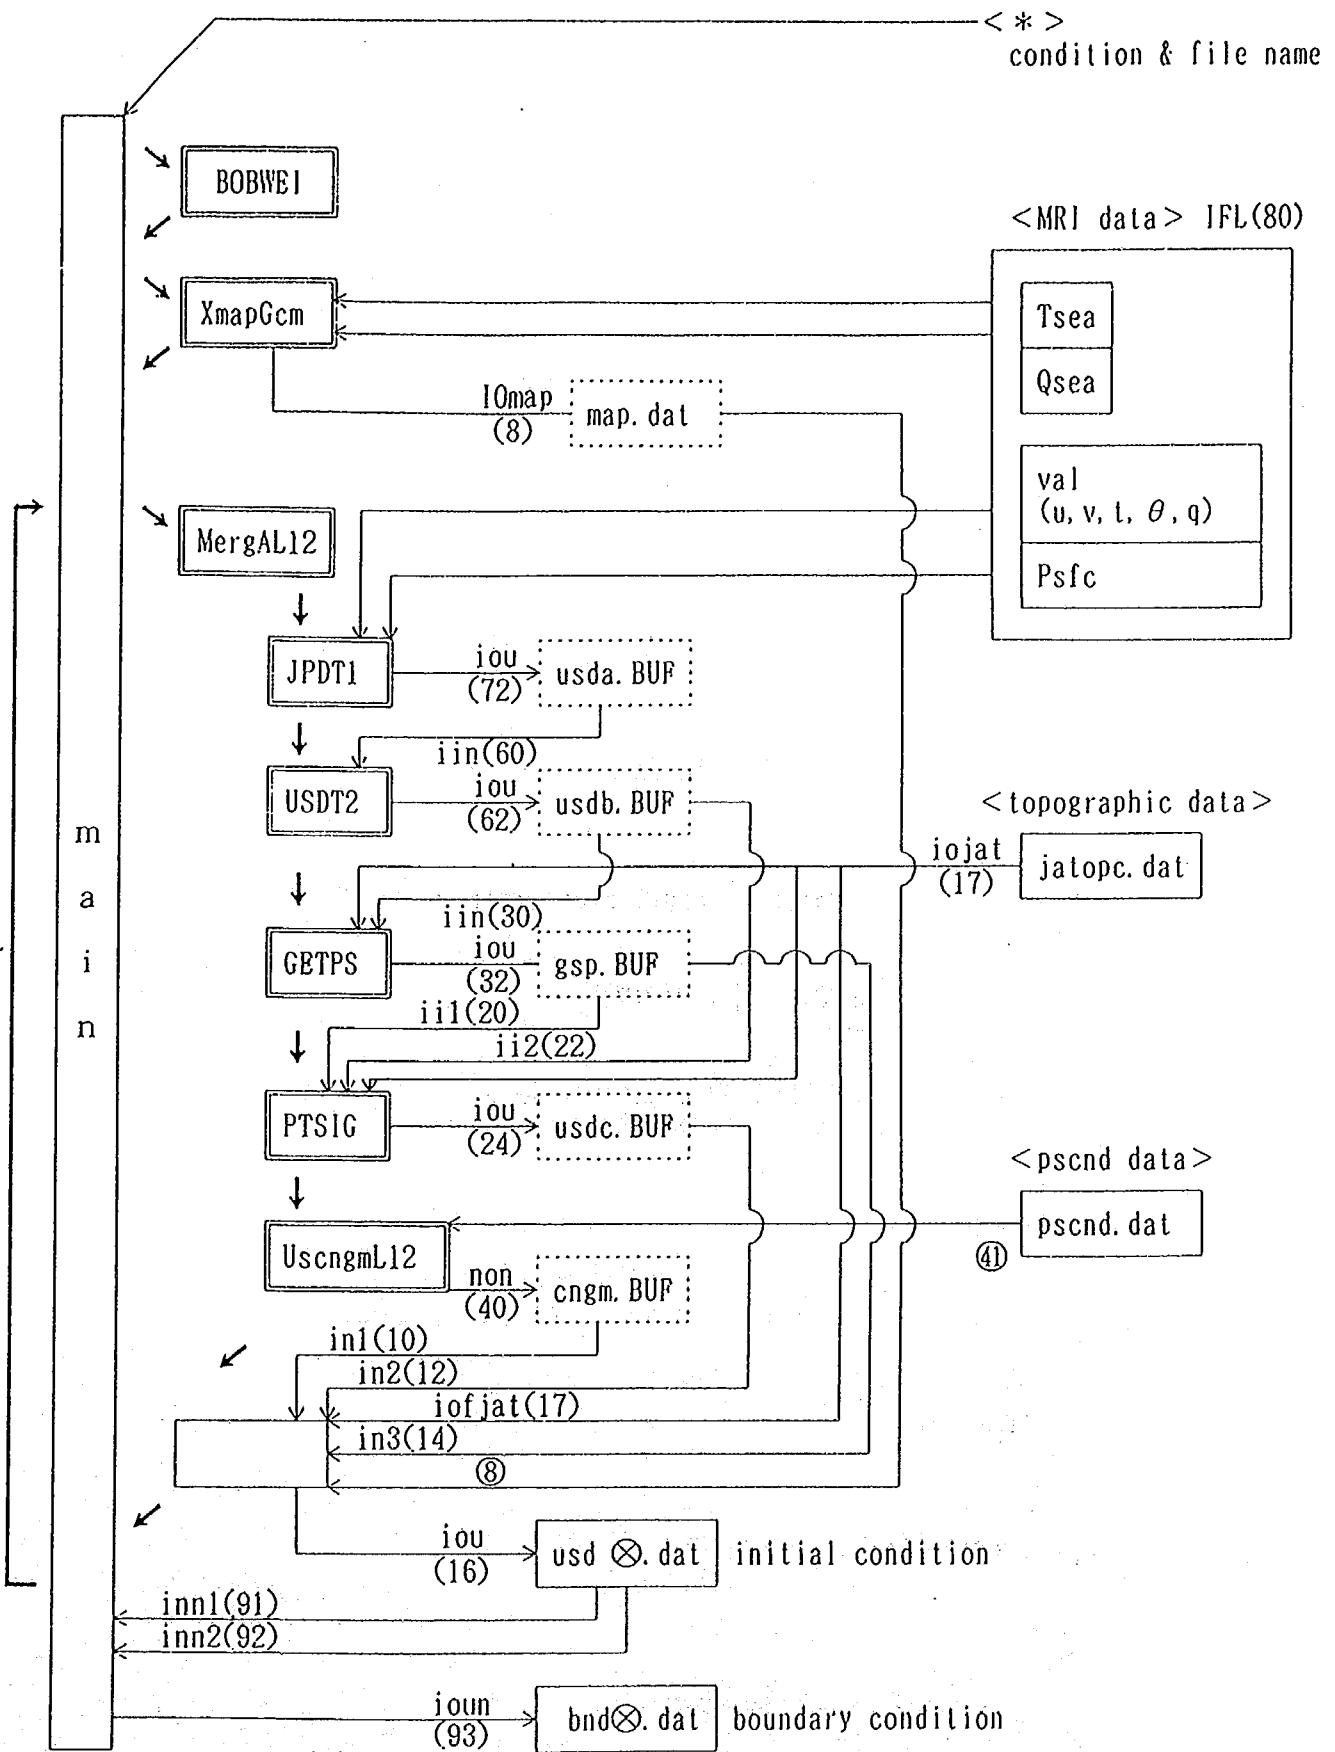 <*>
condition & file name
BOBWEI
<MRI data> IFL(80)
XmapGcm
Tsea
Qsea
IOmap
(8)
map.dat
val
(u, v, t, θ, q)
Psfc
MergAL12
JPDT1
iou
(72)
usda.BUF
iin(60)
USDT2
iou
(62)
usdb.BUF
<topographic data>
iojat
(17)
jatopc.dat
main
iin(30)
GETPS
iou
(32)
gsp.BUF
ii1(20)
ii2(22)
PTSIG
iou
(24)
usdc.BUF
<pscnd data>
pscnd.dat
㊶
UscngmL12
non
(40)
cngm.BUF
in1(10)
in2(12)
iofjat(17)
in3(14)
⑧
iou
(16)
usd ⊗.dat
initial condition
inn1(91)
inn2(92)
ioun
(93)
bnd⊗.dat
boundary condition